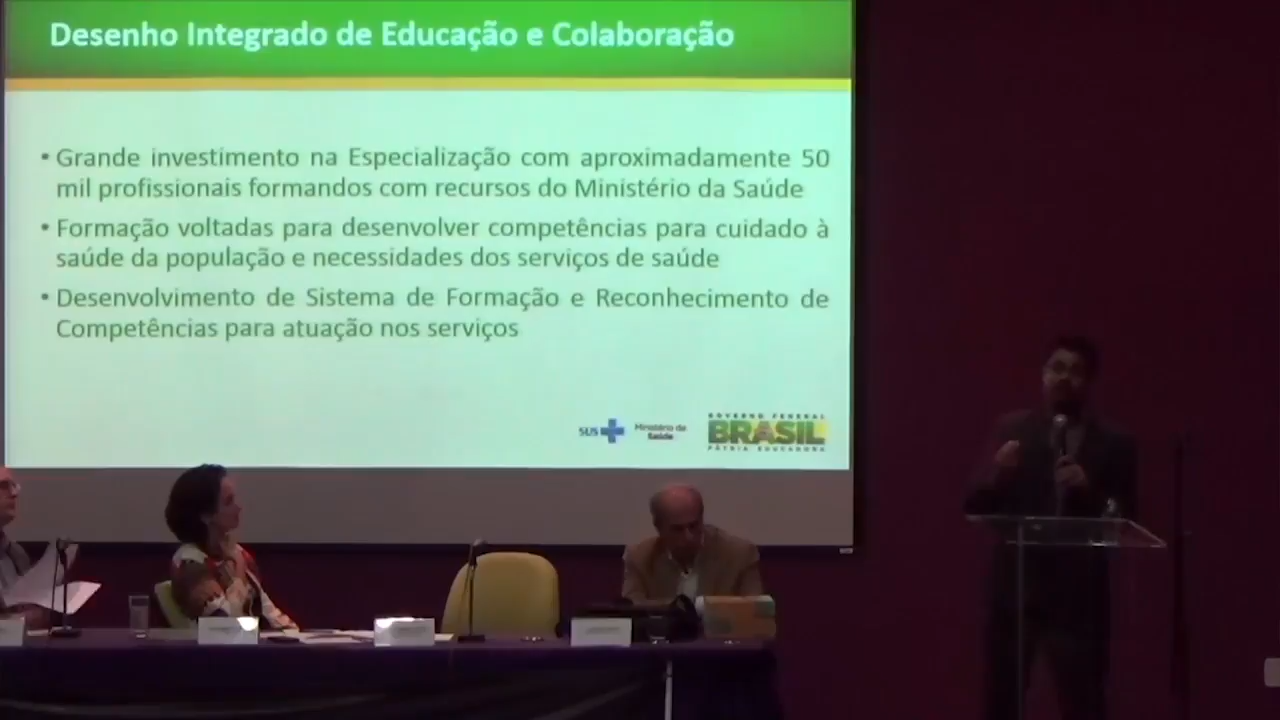 Desenho Integrado de Educação e Colaboração
• Grande investimento na Especialização com aproximadamente 50
mil profissionais formandos com recursos do Ministério da Saúde
• Formação voltadas para desenvolver competências para cuidado à
saúde da população e necessidades dos serviços de saúde
• Desenvolvimento de Sistema de Formação e Reconhecimento de
Competências para atuação nos serviços
SUS
Ministério da
Saúde
GOVERNO FEDERAL
BRASIL
PÁTRIA EDUCADORA